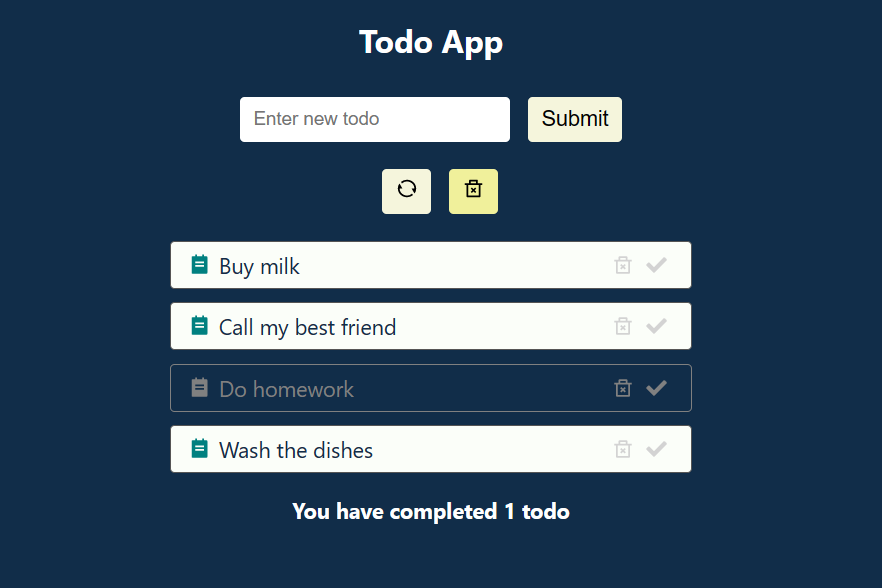 Todo App
Enter new todo
Submit
Buy milk
Call my best friend
Do homework
Wash the dishes
You have completed 1 todo